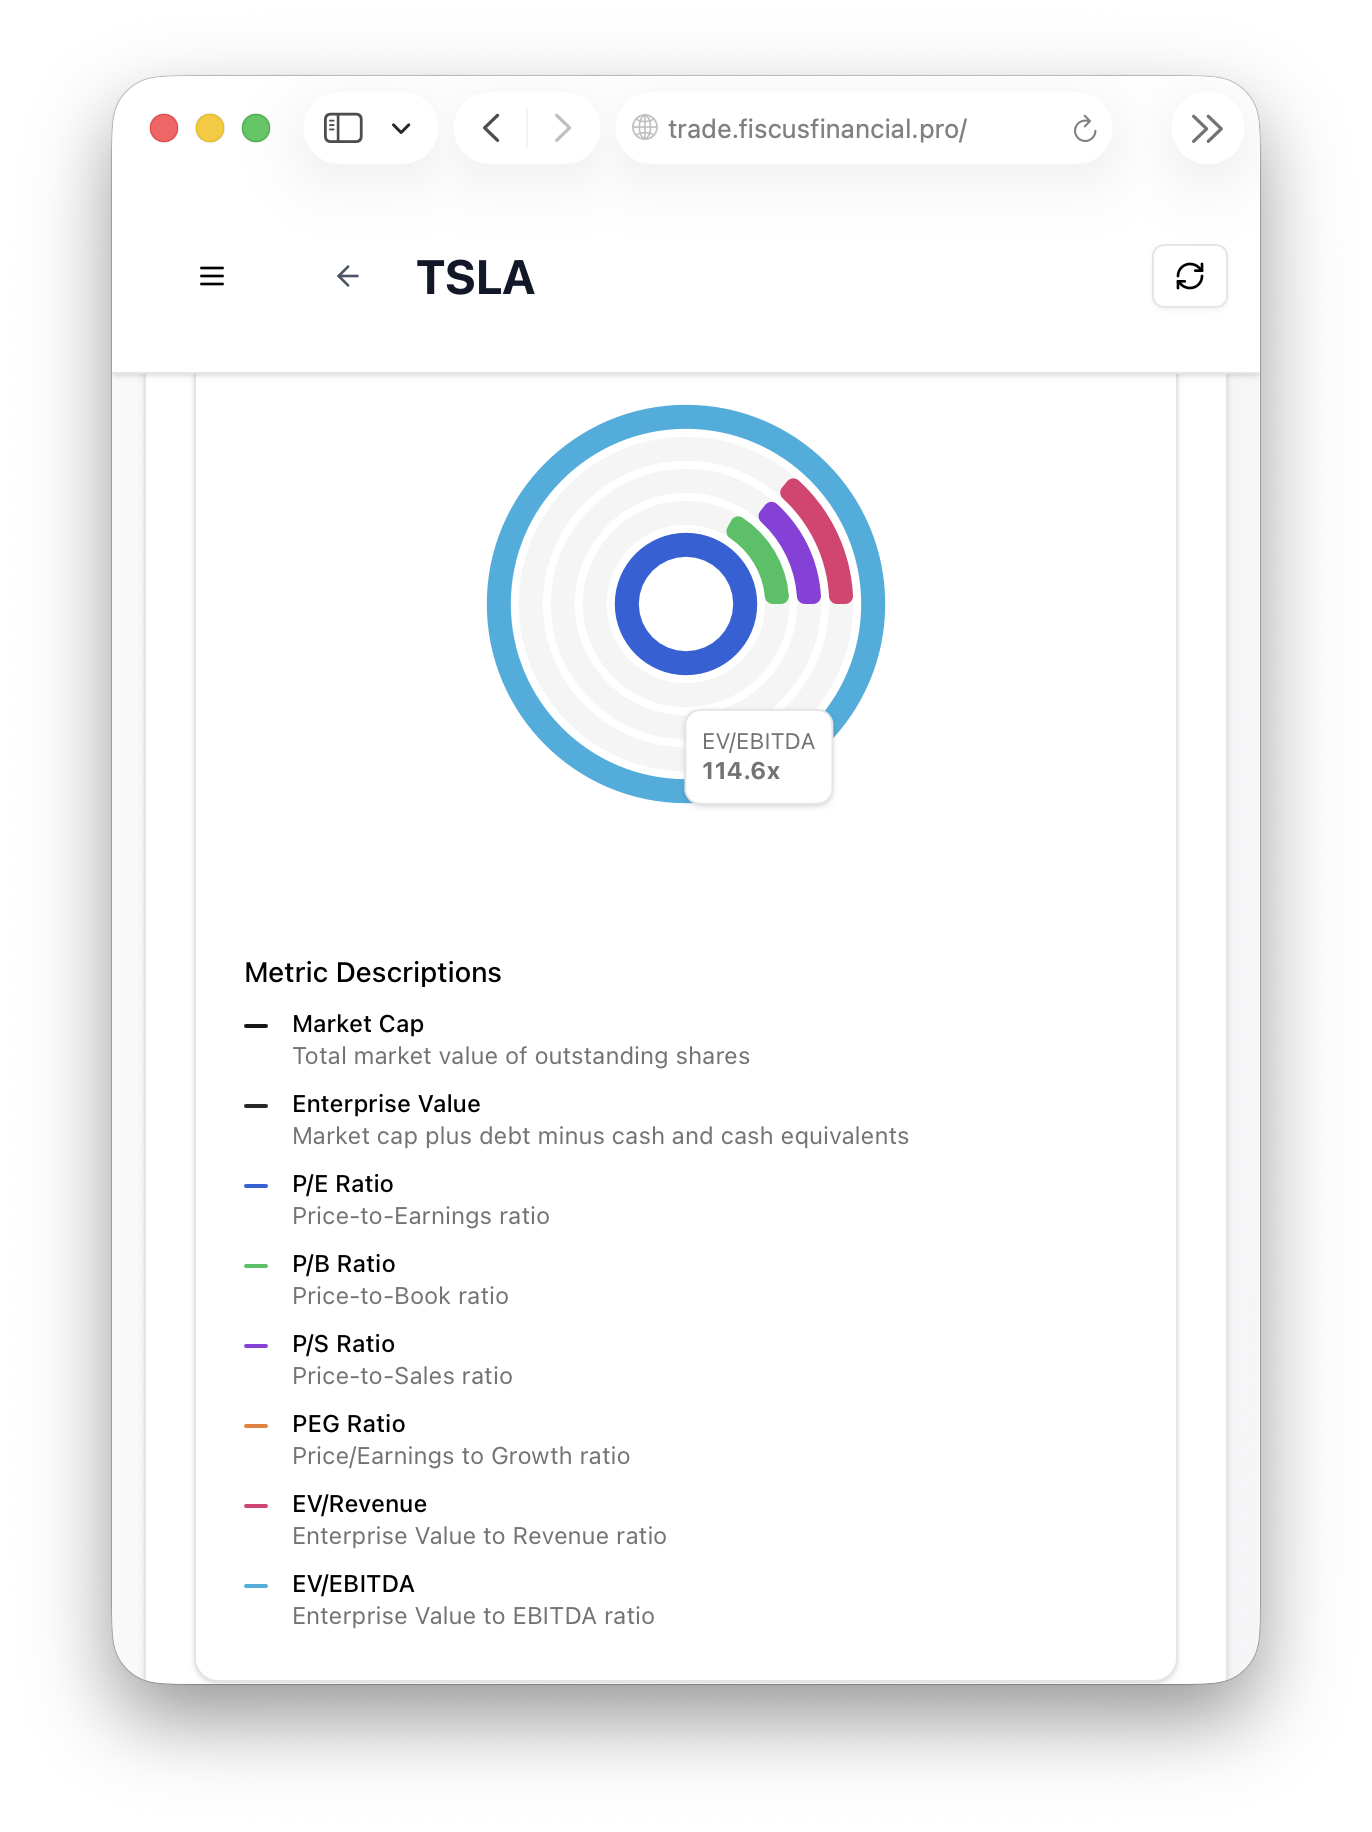 trade.fiscusfinancial.pro/
TSLA
EV/EBITDA
114.6x
Metric Descriptions
Market Cap
Total market value of outstanding shares
Enterprise Value
Market cap plus debt minus cash and cash equivalents
P/E Ratio
Price-to-Earnings ratio
P/B Ratio
Price-to-Book ratio
P/S Ratio
Price-to-Sales ratio
PEG Ratio
Price/Earnings to Growth ratio
EV/Revenue
Enterprise Value to Revenue ratio
EV/EBITDA
Enterprise Value to EBITDA ratio